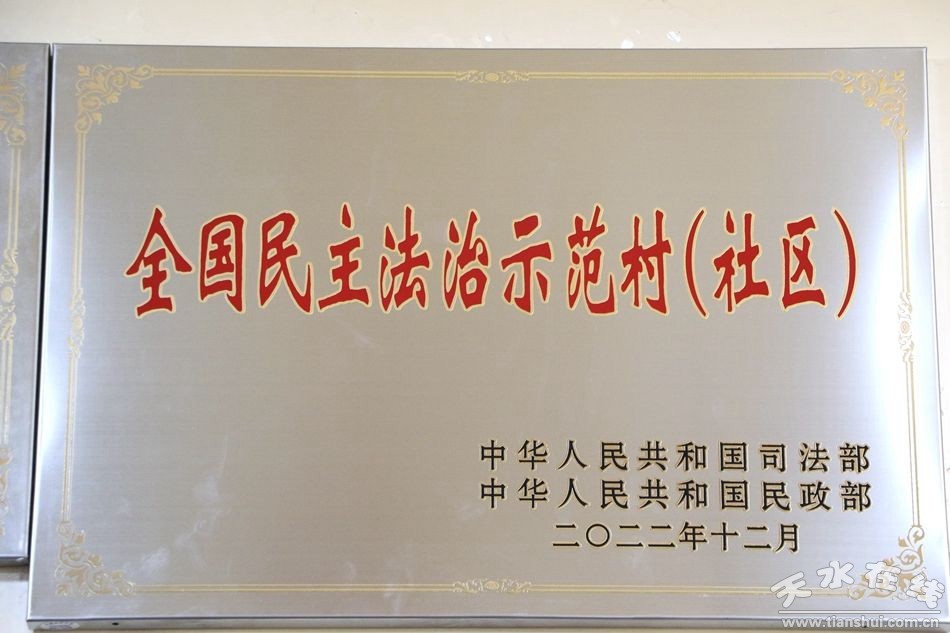 全国民主法治示范村(社区)
中华人民共和国司法部
中华人民共和国民政部
二〇二二年十二月
天水在线
www.tianshui.com.cn